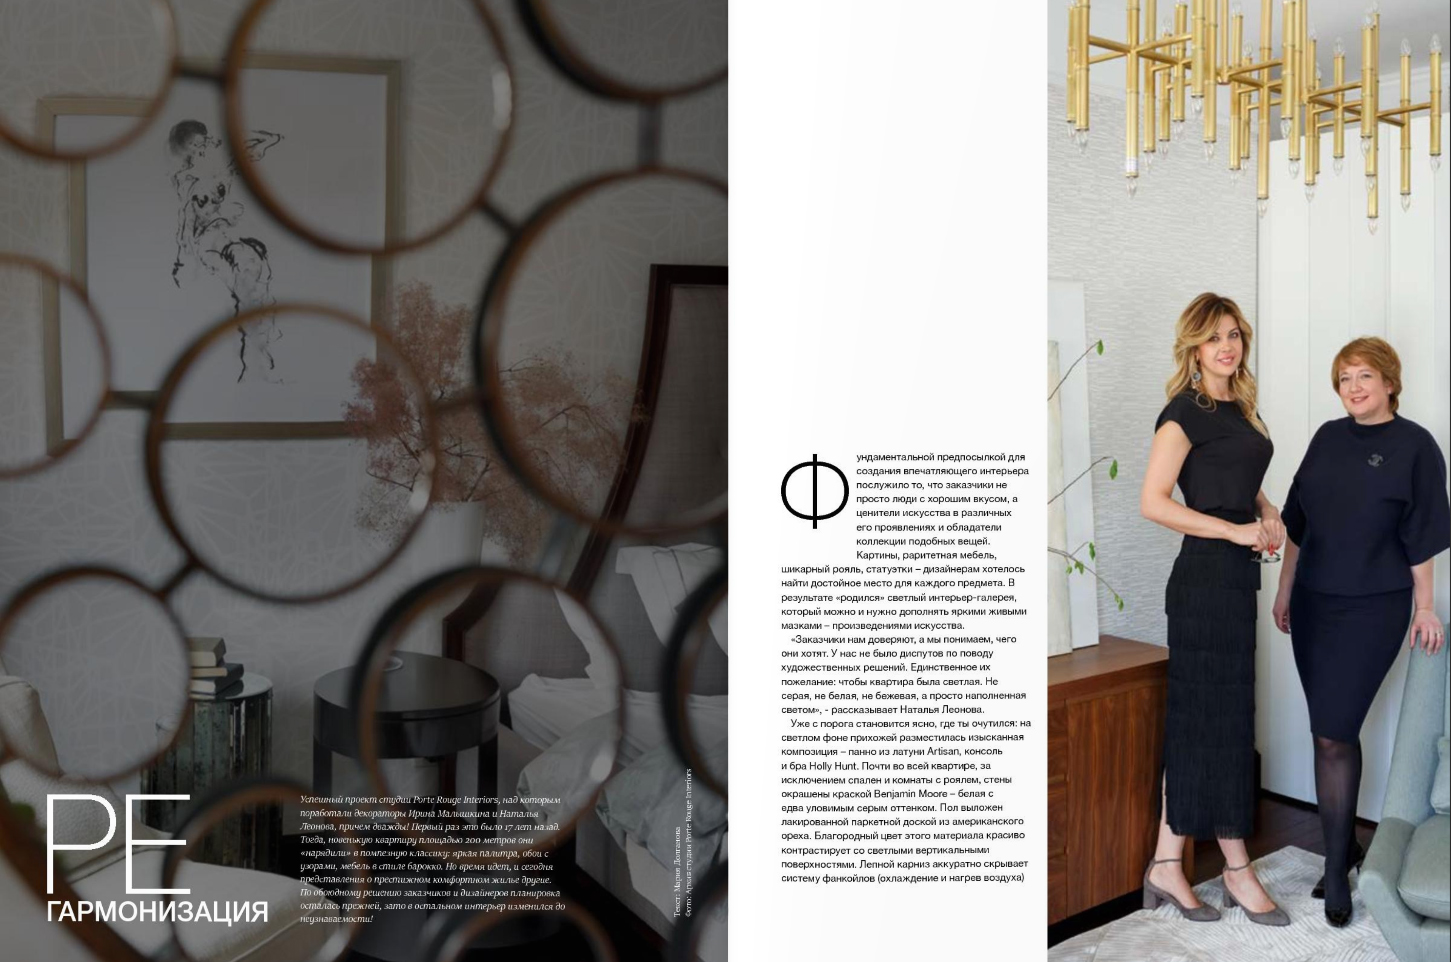 РЕ
ГАРМОНИЗАЦИЯ
Успешный проект студии Porte Rouge Interiors, над которым
поработали декораторы Ирина Малышкина и Наталья
Леонова, причем дважды! Первый раз это было 17 лет назад.
Тогда, новенькую квартиру площадью 200 метров они
«нарядили» в помпезную классику: яркая палитра, обои с
узорами, мебель в стиле барокко. Но время идет, и сегодня
представления о престижном комфортном жилье другие.
По обоюдному решению заказчиков и дизайнеров планировка
осталась прежней, зато в остальном интерьер изменился до
неузнаваемости!
Текст: Мария Долганова
Фото: Архив студии Porte Rouge Interiors
Фундаментальной предпосылкой для
создания впечатляющего интерьера
послужило то, что заказчики не
просто люди с хорошим вкусом, а
ценители искусства в различных
его проявлениях и обладатели
коллекции подобных вещей.
Картины, раритетная мебель,
шикарный рояль, статуэтки – дизайнерам хотелось
найти достойное место для каждого предмета. В
результате «родился» светлый интерьер-галерея,
который можно и нужно дополнять яркими живыми
мазками – произведениями искусства.
«Заказчики нам доверяют, а мы понимаем, чего
они хотят. У нас не было диспутов по поводу
художественных решений. Единственное их
пожелание: чтобы квартира была светлая. Не
серая, не белая, не бежевая, а просто наполненная
светом», - рассказывает Наталья Леонова.
Уже с порога становится ясно, где ты очутился: на
светлом фоне прихожей разместилась изысканная
композиция – панно из латуни Artisan, консоль
и бра Holly Hunt. Почти во всей квартире, за
исключением спален и комнаты с роялем, стены
окрашены краской Benjamin Moore – белая с
едва уловимым серым оттенком. Пол выложен
лакированной паркетной доской из американского
ореха. Благородный цвет этого материала красиво
контрастирует со светлыми вертикальными
поверхностями. Лепной карниз аккуратно скрывает
систему фанкойлов (охлаждение и нагрев воздуха)